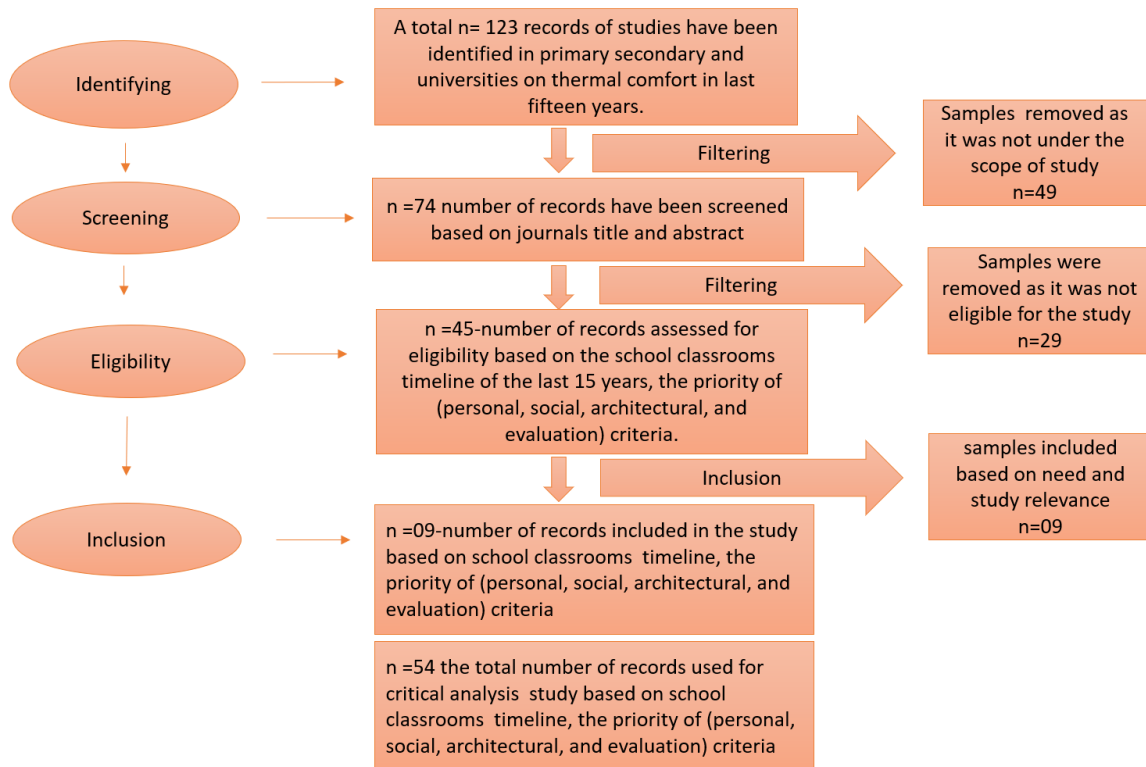 Identifying
A total n= 123 records of studies have been
identified in primary secondary and
universities on thermal comfort in last
fifteen years.
Filtering
Samples removed as
it was not under the
scope of study
n=49
Screening
n =74 number of records have been screened
based on journals title and abstract
Filtering
Samples were
removed as it was not
eligible for the study
n=29
Eligibility
n =45-number of records assessed for
eligibility based on the school classrooms
timeline of the last 15 years, the priority of
(personal, social, architectural, and
evaluation) criteria.
Inclusion
samples included
based on need and
study relevance
n=09
Inclusion
n =09-number of records included in the study
based on school classrooms timeline, the
priority of (personal, social, architectural, and
evaluation) criteria
n =54 the total number of records used for
critical analysis study based on school
classrooms timeline, the priority of (personal,
social, architectural, and evaluation) criteria